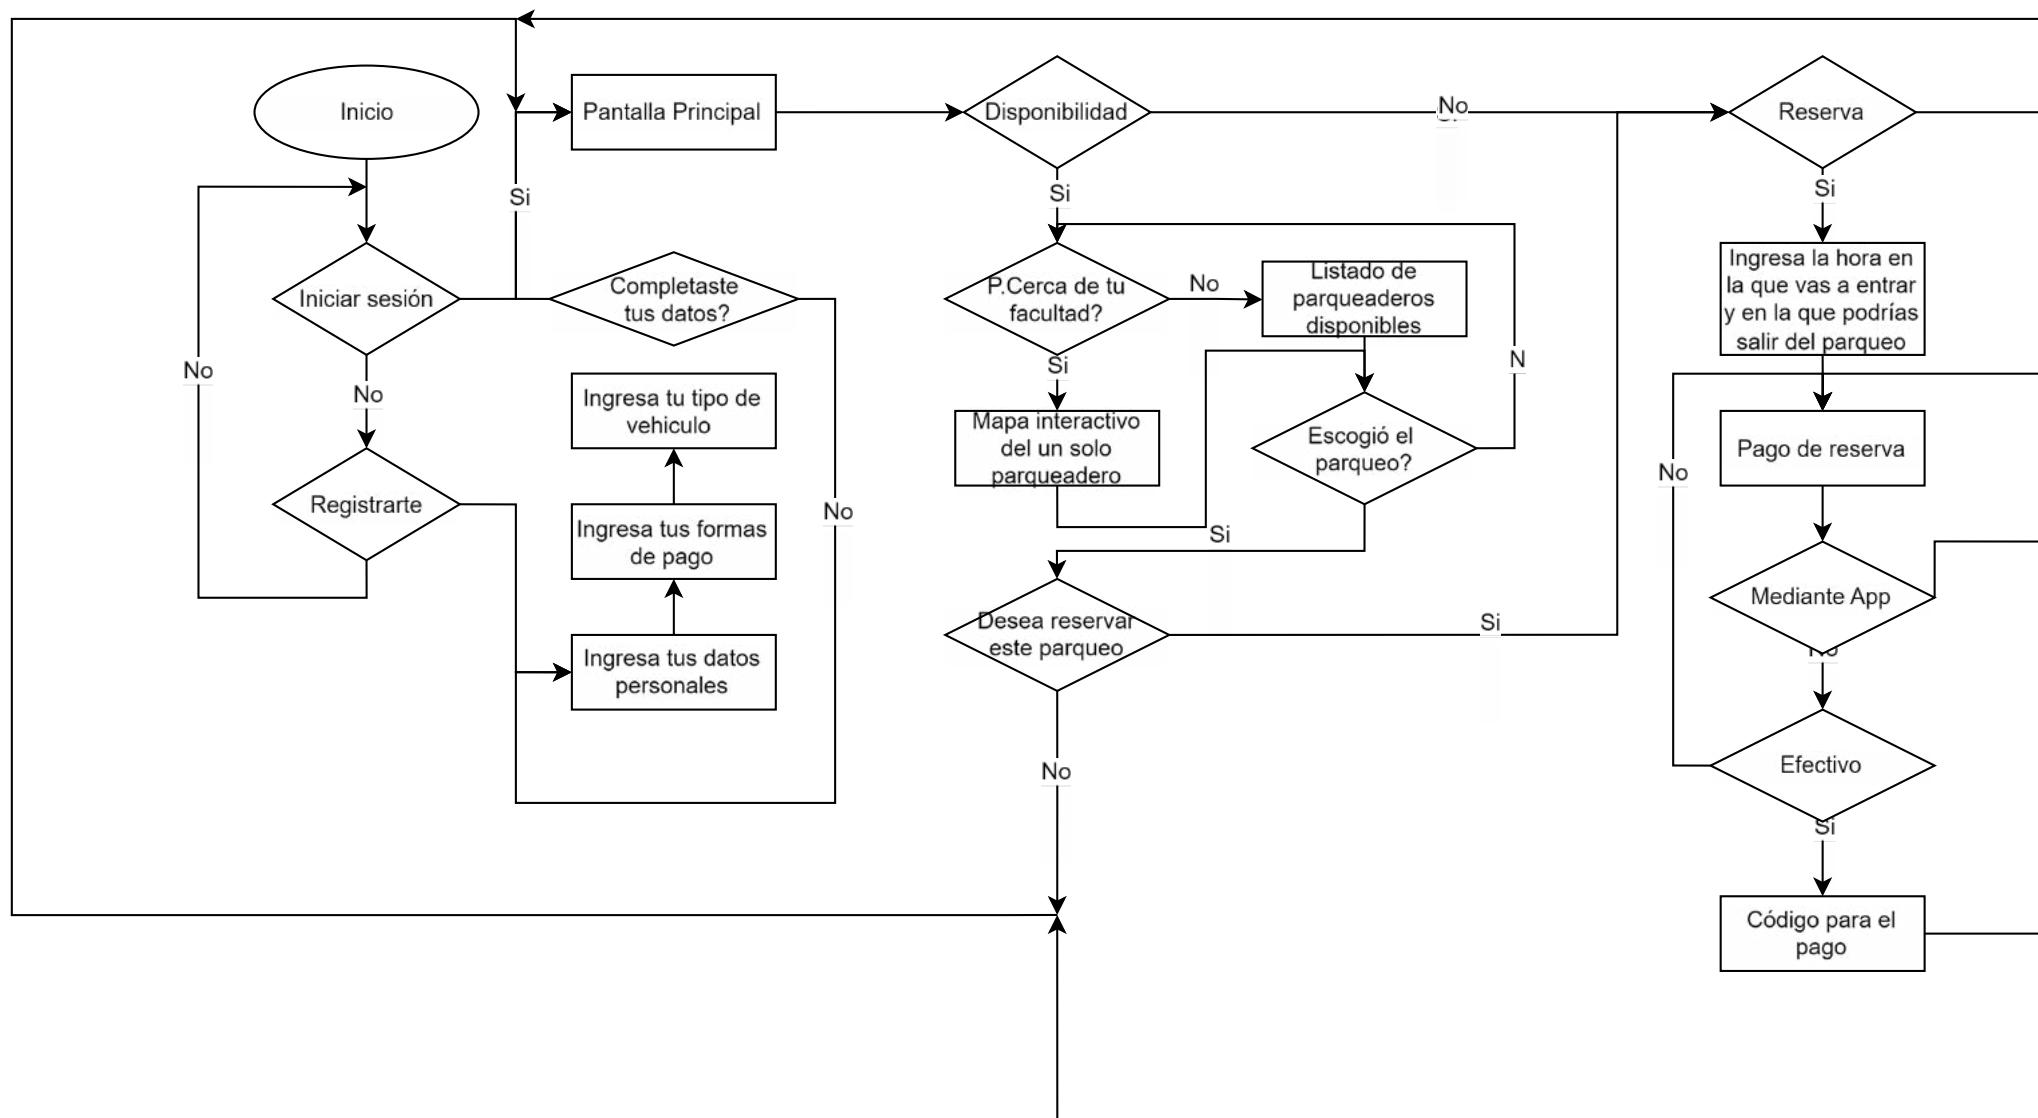 Inicio
Pantalla Principal
Disponibilidad
No
Reserva
Si
Si
Si
Iniciar sesión
Completaste
tus datos?
P.Cerca de tu
facultad?
No
Listado de
parqueaderos
disponibles
Ingresa la hora en
la que vas a entrar
y en la que podrías
salir del parqueo
No
No
Si
N
Ingresa tu tipo de
vehiculo
Mapa interactivo
del un solo
parqueadero
Escogió el
parqueo?
Pago de reserva
No
Registrarte
Ingresa tus formas
de pago
No
Si
Mediante App
Desea reservar
este parqueo
Si
No
Ingresa tus datos
personales
No
Efectivo
Si
Código para el
pago